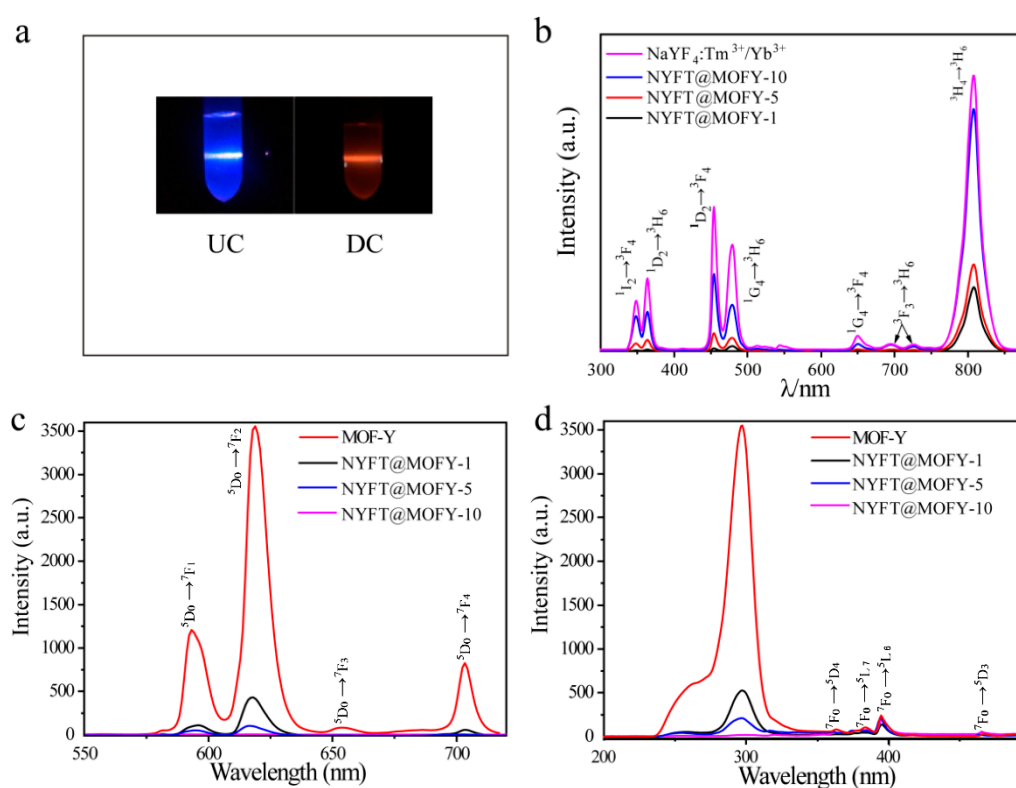 a
UC DC
b
Intensity (a.u.)
NaYF₄:Tm³⁺/Yb³⁺
NYFT@MOFY-10
NYFT@MOFY-5
NYFT@MOFY-1
¹I₂→³F₄
¹D₂→³H₆
¹D₂→³F₄
¹G₄→³H₆
¹G₄→³F₄
³F₃→³H₆
³H₄→³H₆
300 400 500 600 700 800
λ/nm
c
Intensity (a.u.)
3500
3000
2500
2000
1500
1000
500
0
MOF-Y
NYFT@MOFY-1
NYFT@MOFY-5
NYFT@MOFY-10
⁵D₀→⁷F₁
⁵D₀→⁷F₂
⁵D₀→⁷F₃
⁵D₀→⁷F₄
550 600 650 700
Wavelength (nm)
d
Intensity (a.u.)
3500
3000
2500
2000
1500
1000
500
0
MOF-Y
NYFT@MOFY-1
NYFT@MOFY-5
NYFT@MOFY-10
⁷F₀→⁵D₄
⁷F₀→⁵L₇
⁷F₀→⁵L₆
⁷F₀→⁵D₃
200 300 400
Wavelength (nm)